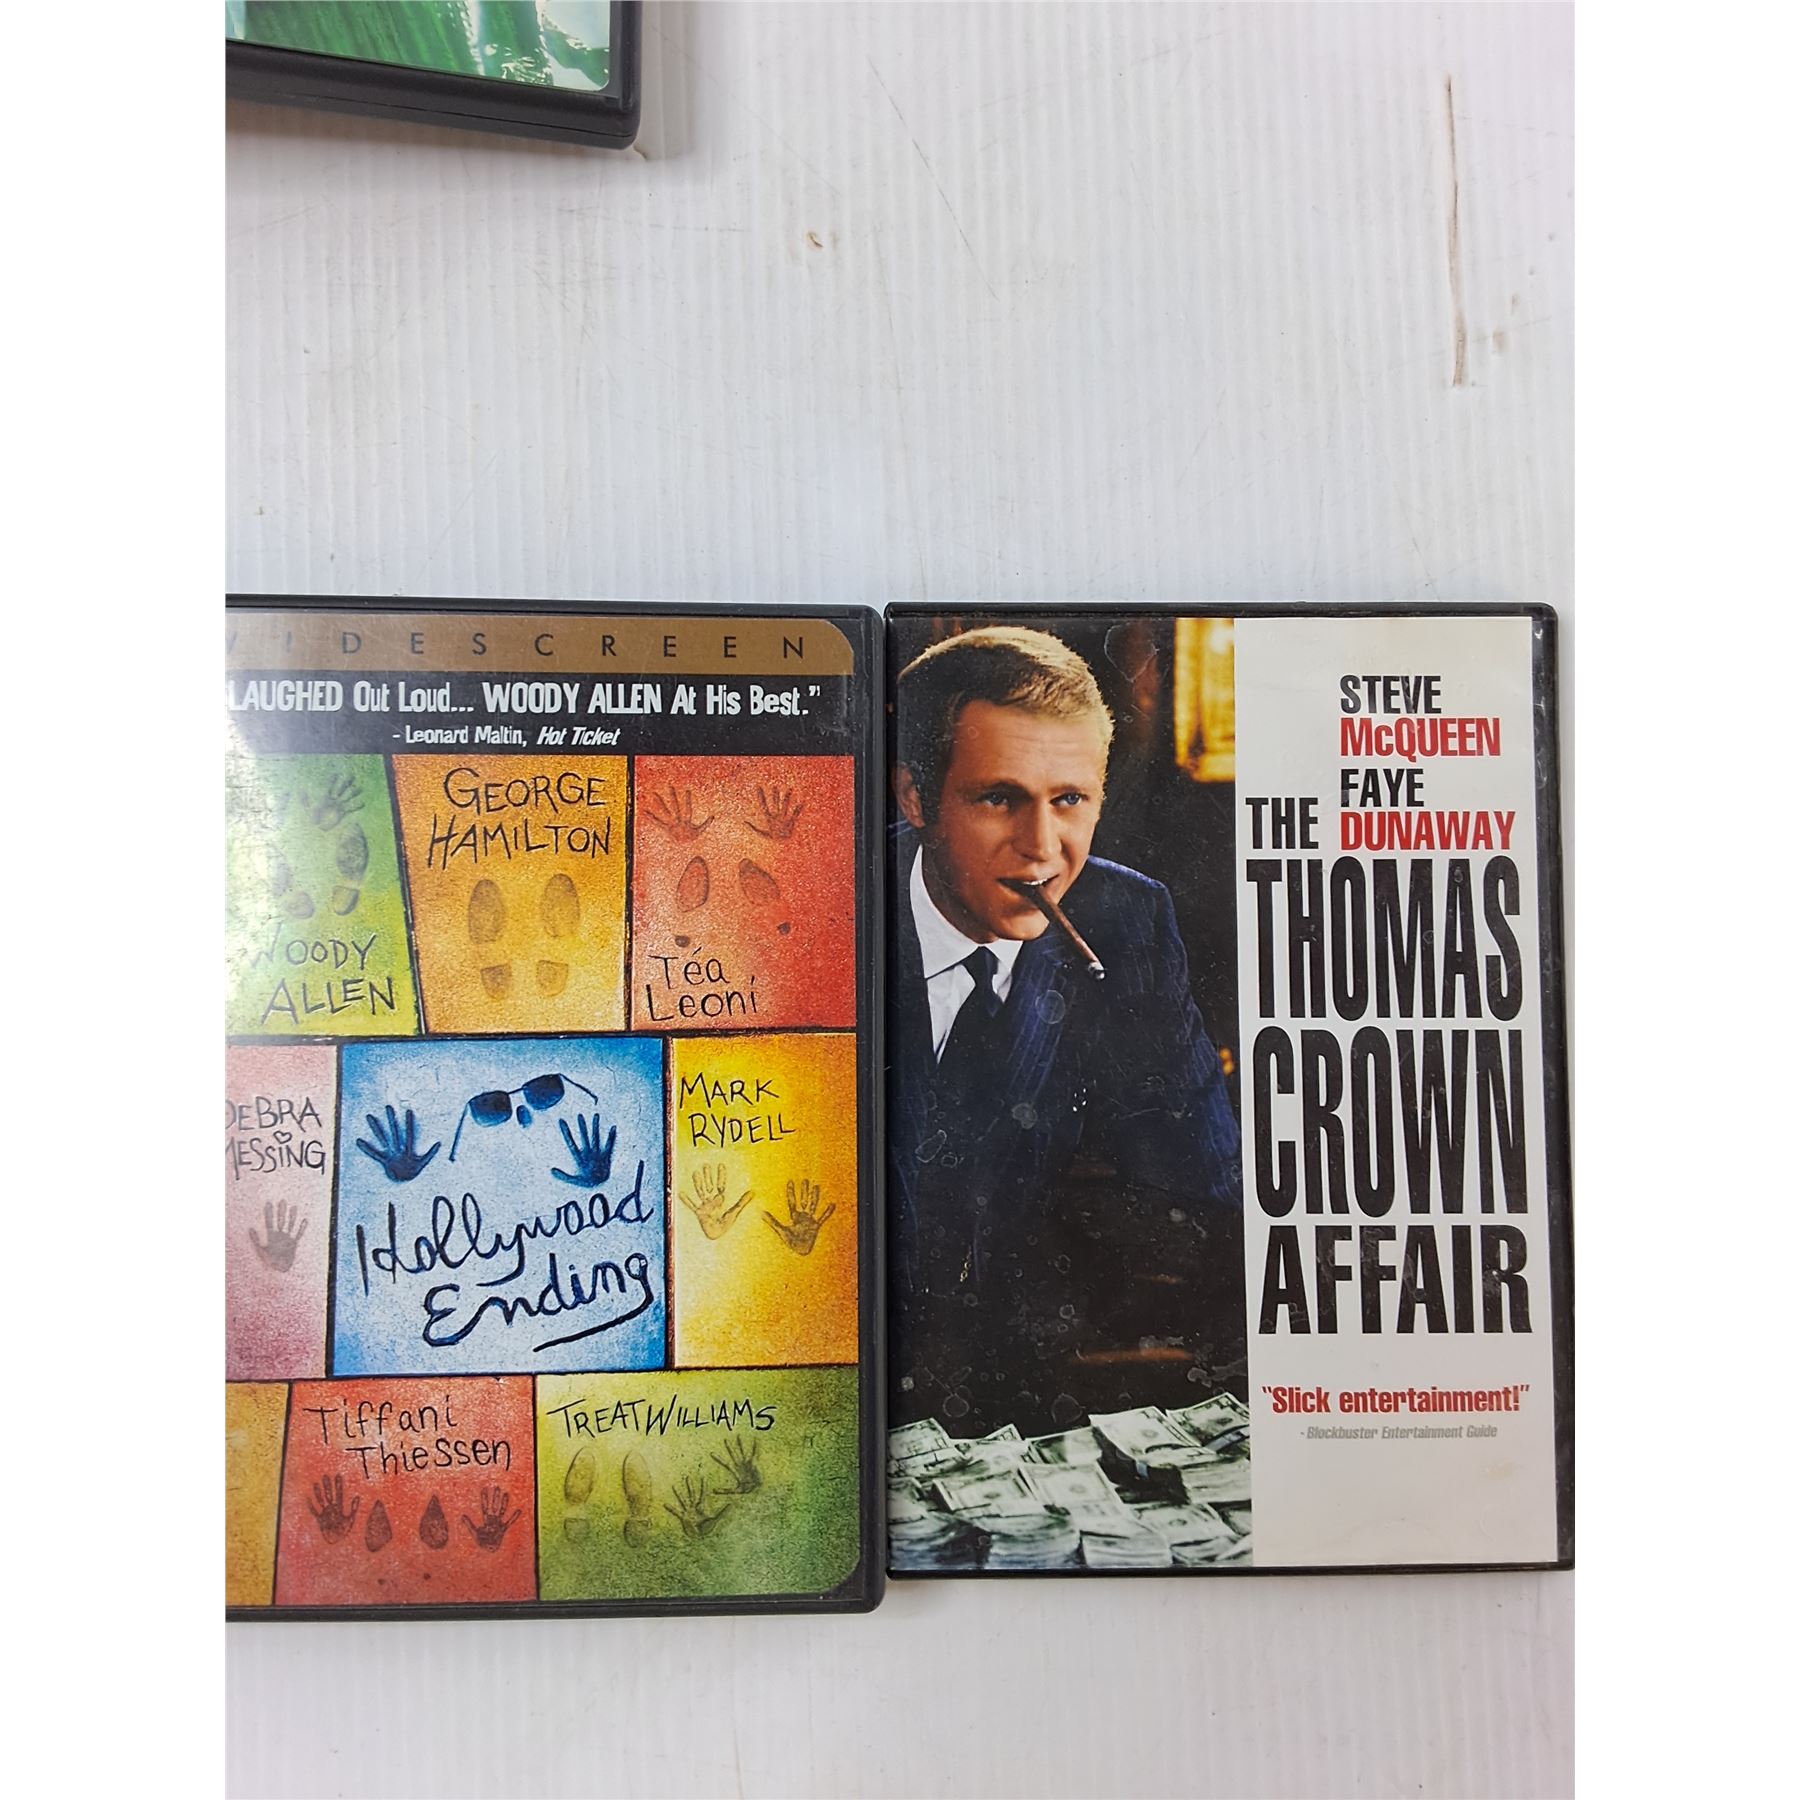 WIDESCREEN
LAUGHED Out Loud... WOODY ALLEN At His Best."
- Leonard Maltin, Hot Ticket
WOODY
ALLEN
GEORGE
HAMILTON
Téa
Leoni
DEBRA
MESSING
Hollywood
Ending
MARK
RYDELL
Tiffani
Thiessen
TREAT WILLIAMS
STEVE
McQUEEN
FAYE
DUNAWAY
THE
THOMAS
CROWN
AFFAIR
"Slick entertainment!"
- Blockbuster Entertainment Guide